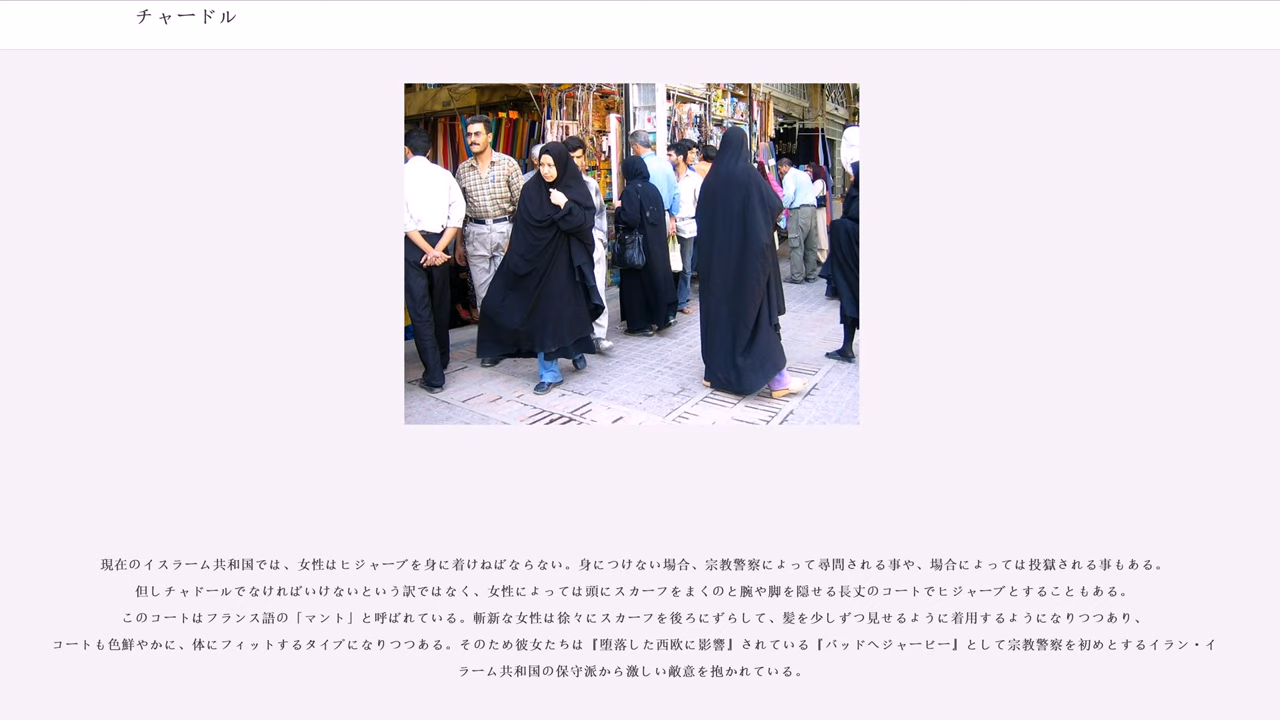 チャードル
現在のイスラーム共和国では、女性はヒジャーブを身に着けねばならない。身につけない場合、宗教警察によって尋問される事や、場合によっては投獄される事もある。
但しチャドールでなければいけないという訳ではなく、女性によっては頭にスカーフをまくのと腕や脚を隠せる長丈のコートでヒジャーブとすることもある。
このコートはフランス語の「マント」と呼ばれている。斬新な女性は徐々にスカーフを後ろにずらして、髪を少しずつ見せるように着用するようになりつつあり、
コートも色鮮やかに、体にフィットするタイプになりつつある。そのため彼女たちは『堕落した西欧に影響』されている『バッドヘジャービー』として宗教警察を初めとするイラン・イ
ラーム共和国の保守派から激しい敵意を抱かれている。